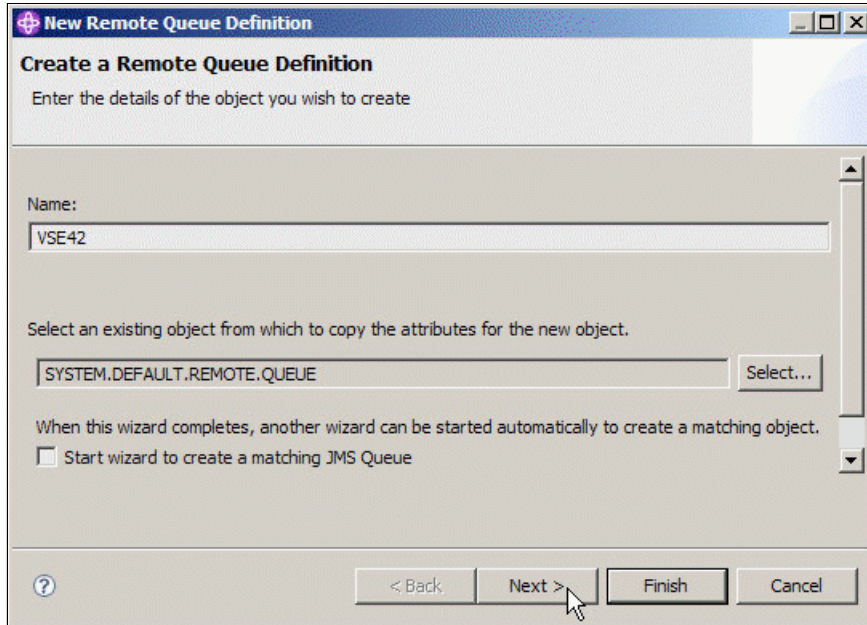 New Remote Queue Definition
Create a Remote Queue Definition
Enter the details of the object you wish to create
Name:
VSE42
Select an existing object from which to copy the attributes for the new object.
SYSTEM.DEFAULT.REMOTE.QUEUE
Select...
When this wizard completes, another wizard can be started automatically to create a matching object.
Start wizard to create a matching JMS Queue
?
< Back
Next >
Finish
Cancel